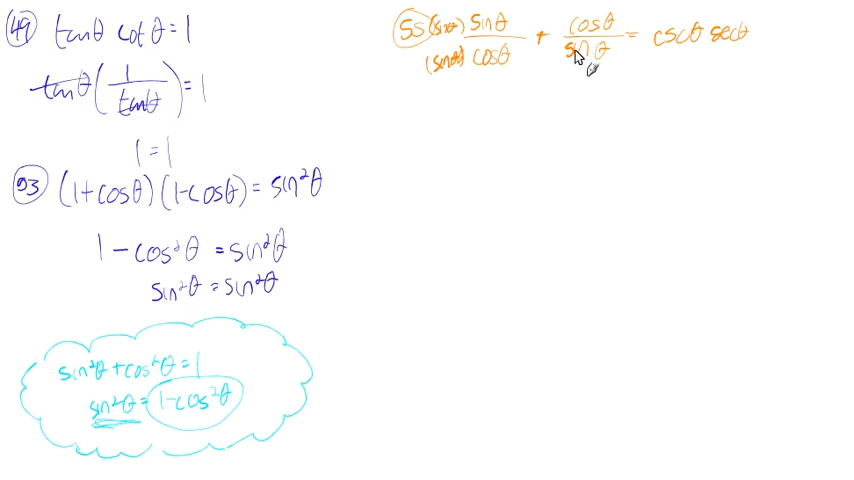 49 tanθ cotθ = 1
tanθ (1/tanθ) = 1
1 = 1
53 (1+cosθ)(1-cosθ) = sin²θ
1 - cos²θ = sin²θ
sin²θ = sin²θ
sin²θ + cos²θ = 1
sin²θ = 1-cos²θ
55 (sinθ) sinθ / (sinθ) cosθ + cosθ / sinθ = cscθ secθ